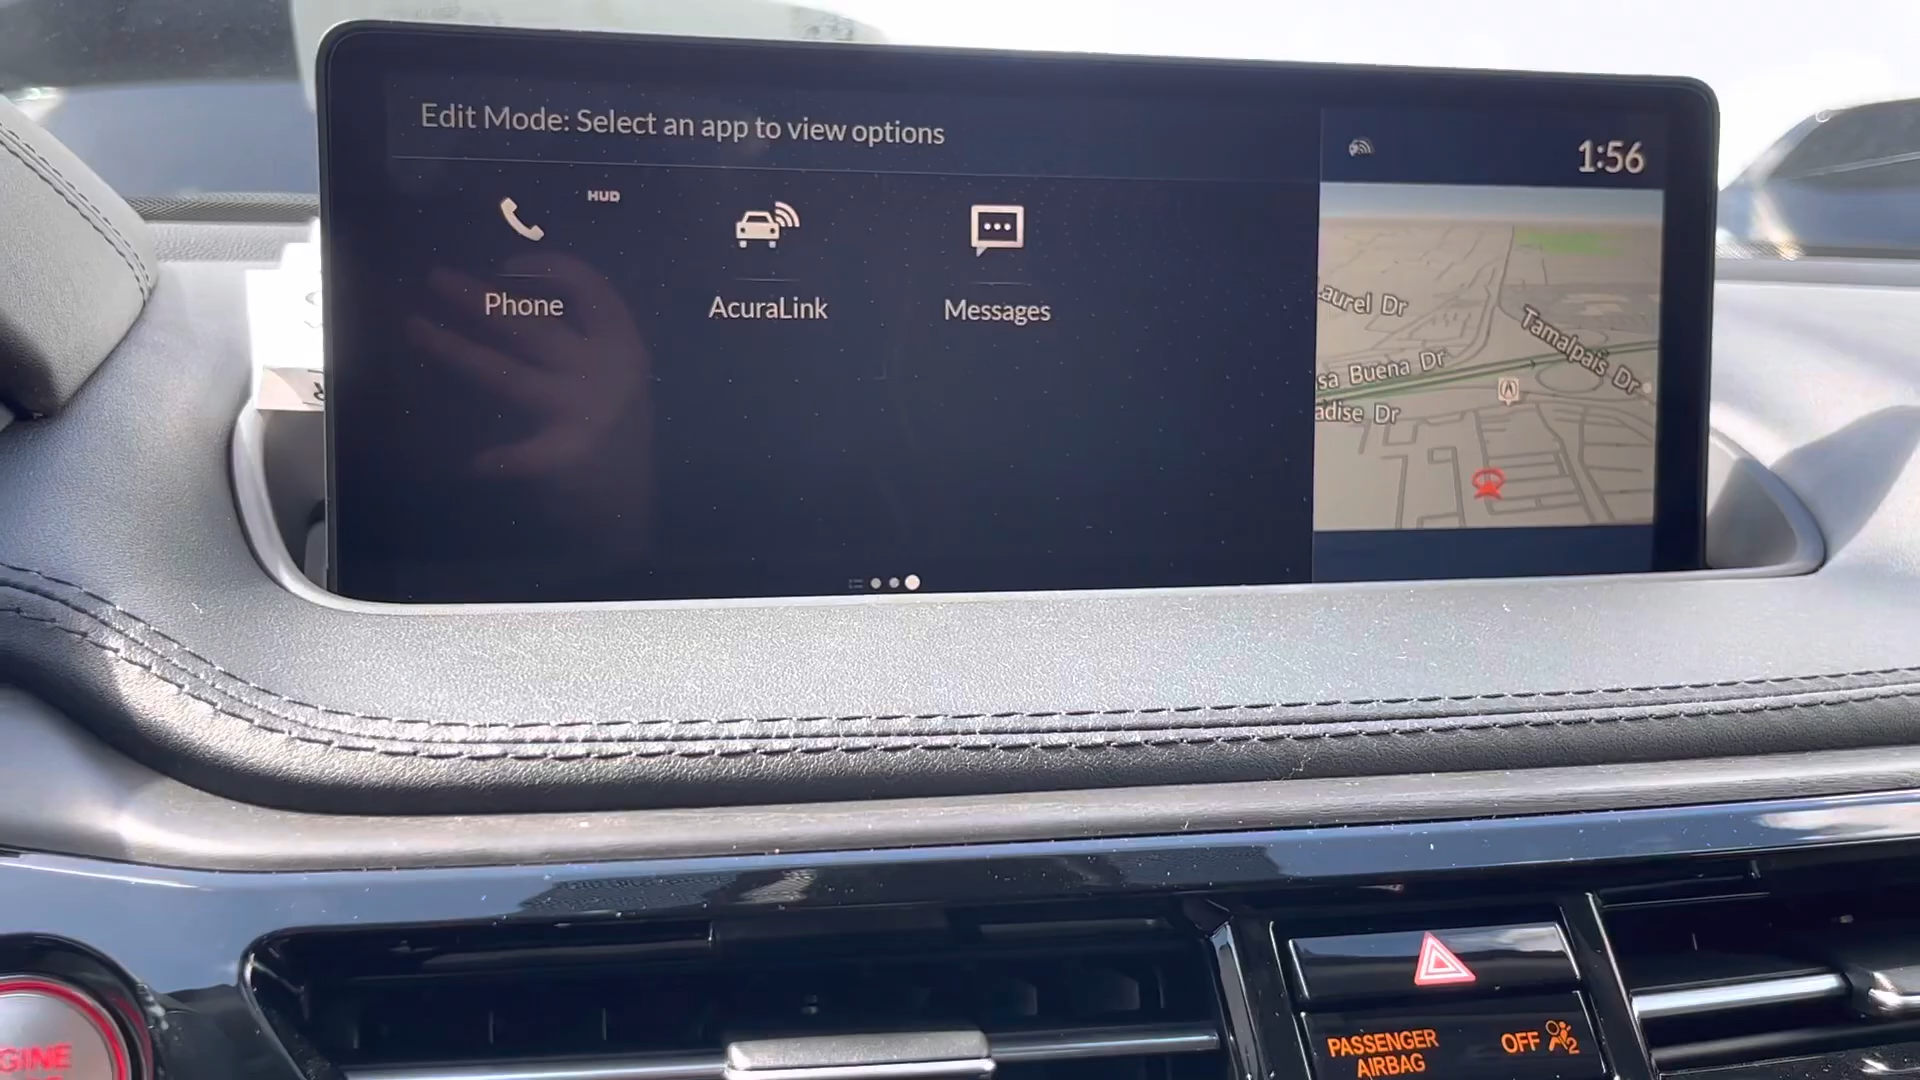 Edit Mode: Select an app to view options
1:56
HUD
Phone
AcuraLink
Messages
aurel Dr
Tamalpais Dr
sa Buena Dr
adise Dr
PASSENGER
AIRBAG
OFF
2
GINE